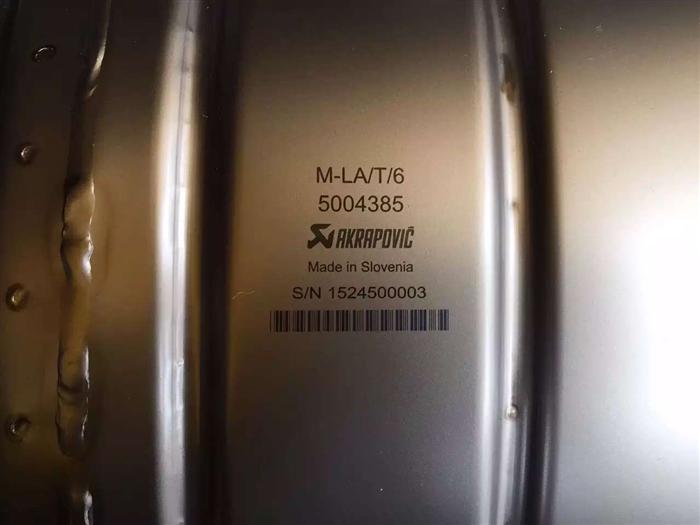 M-LA/T/6
5004385
AKRAPOVIČ
Made in Slovenia
S/N 1524500003